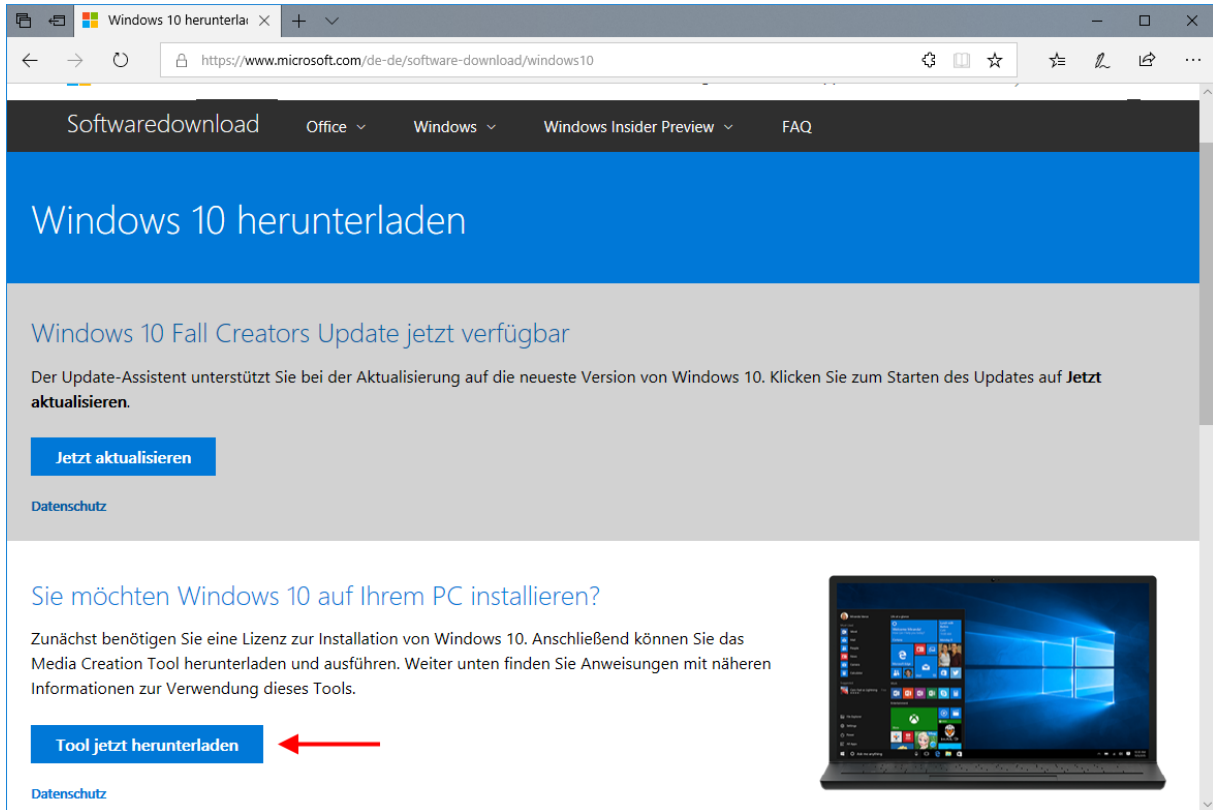 Windows 10 herunterla
https://www.microsoft.com/de-de/software-download/windows10
Softwaredownload Office Windows Windows Insider Preview FAQ
Windows 10 herunterladen
Windows 10 Fall Creators Update jetzt verfügbar
Der Update-Assistent unterstützt Sie bei der Aktualisierung auf die neueste Version von Windows 10. Klicken Sie zum Starten des Updates auf Jetzt
aktualisieren.
Jetzt aktualisieren
Datenschutz
Sie möchten Windows 10 auf Ihrem PC installieren?
Zunächst benötigen Sie eine Lizenz zur Installation von Windows 10. Anschließend können Sie das
Media Creation Tool herunterladen und ausführen. Weiter unten finden Sie Anweisungen mit näheren
Informationen zur Verwendung dieses Tools.
Tool jetzt herunterladen
Datenschutz